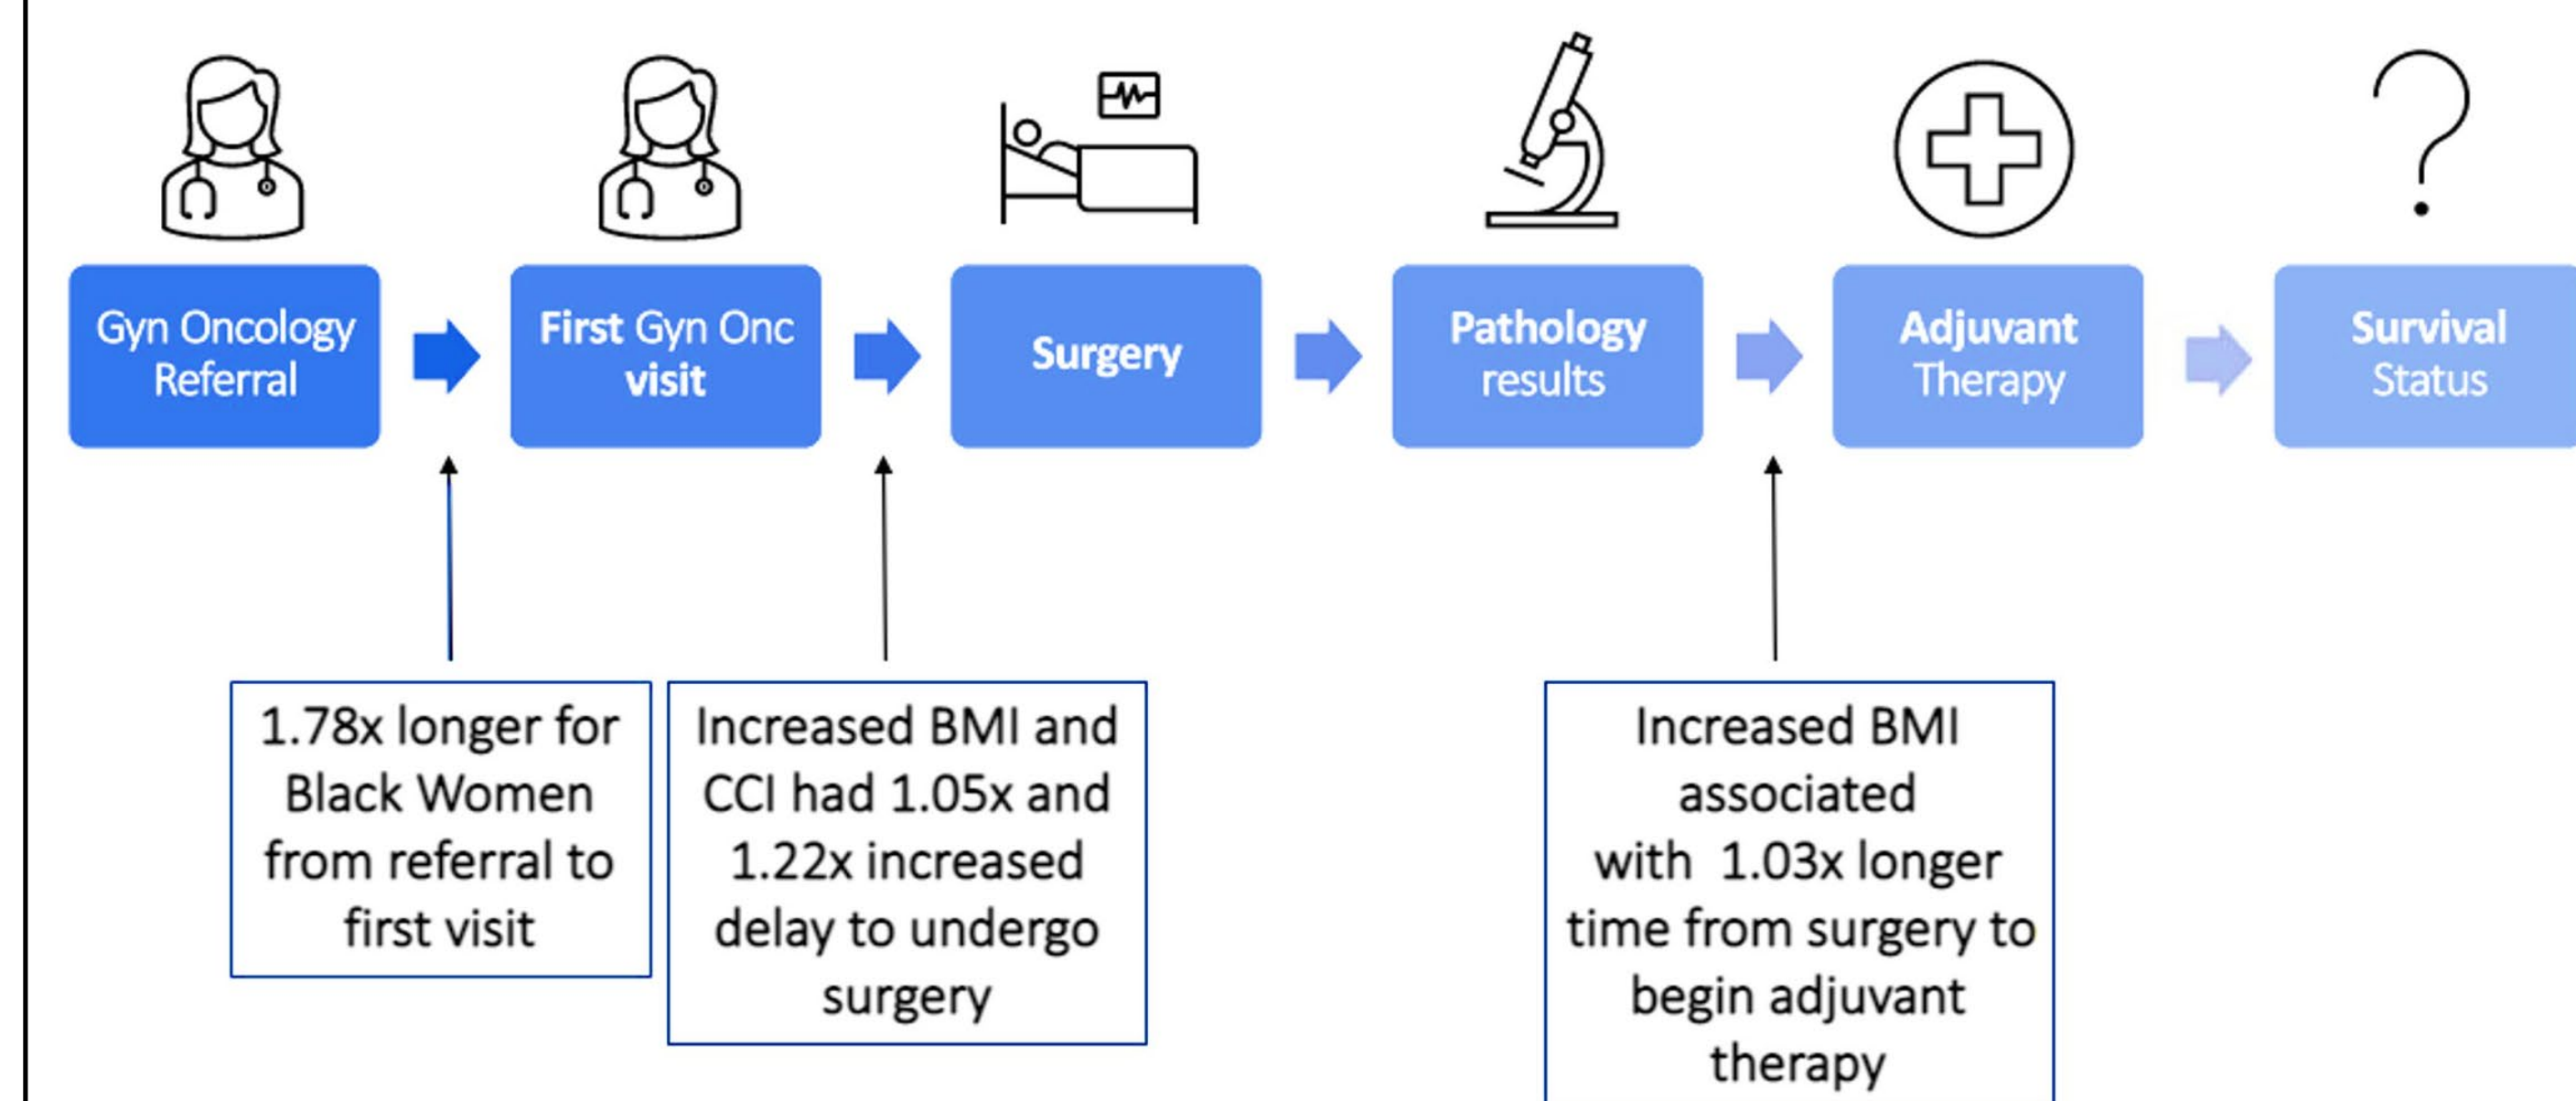 Gyn Oncology
Referral
First Gyn Onc
visit
Surgery
Pathology
results
Adjuvant
Therapy
Survival
Status
1.78x longer for
Black Women
from referral to
first visit
Increased BMI and
CCI had 1.05x and
1.22x increased
delay to undergo
surgery
Increased BMI
associated
with 1.03x longer
time from surgery to
begin adjuvant
therapy